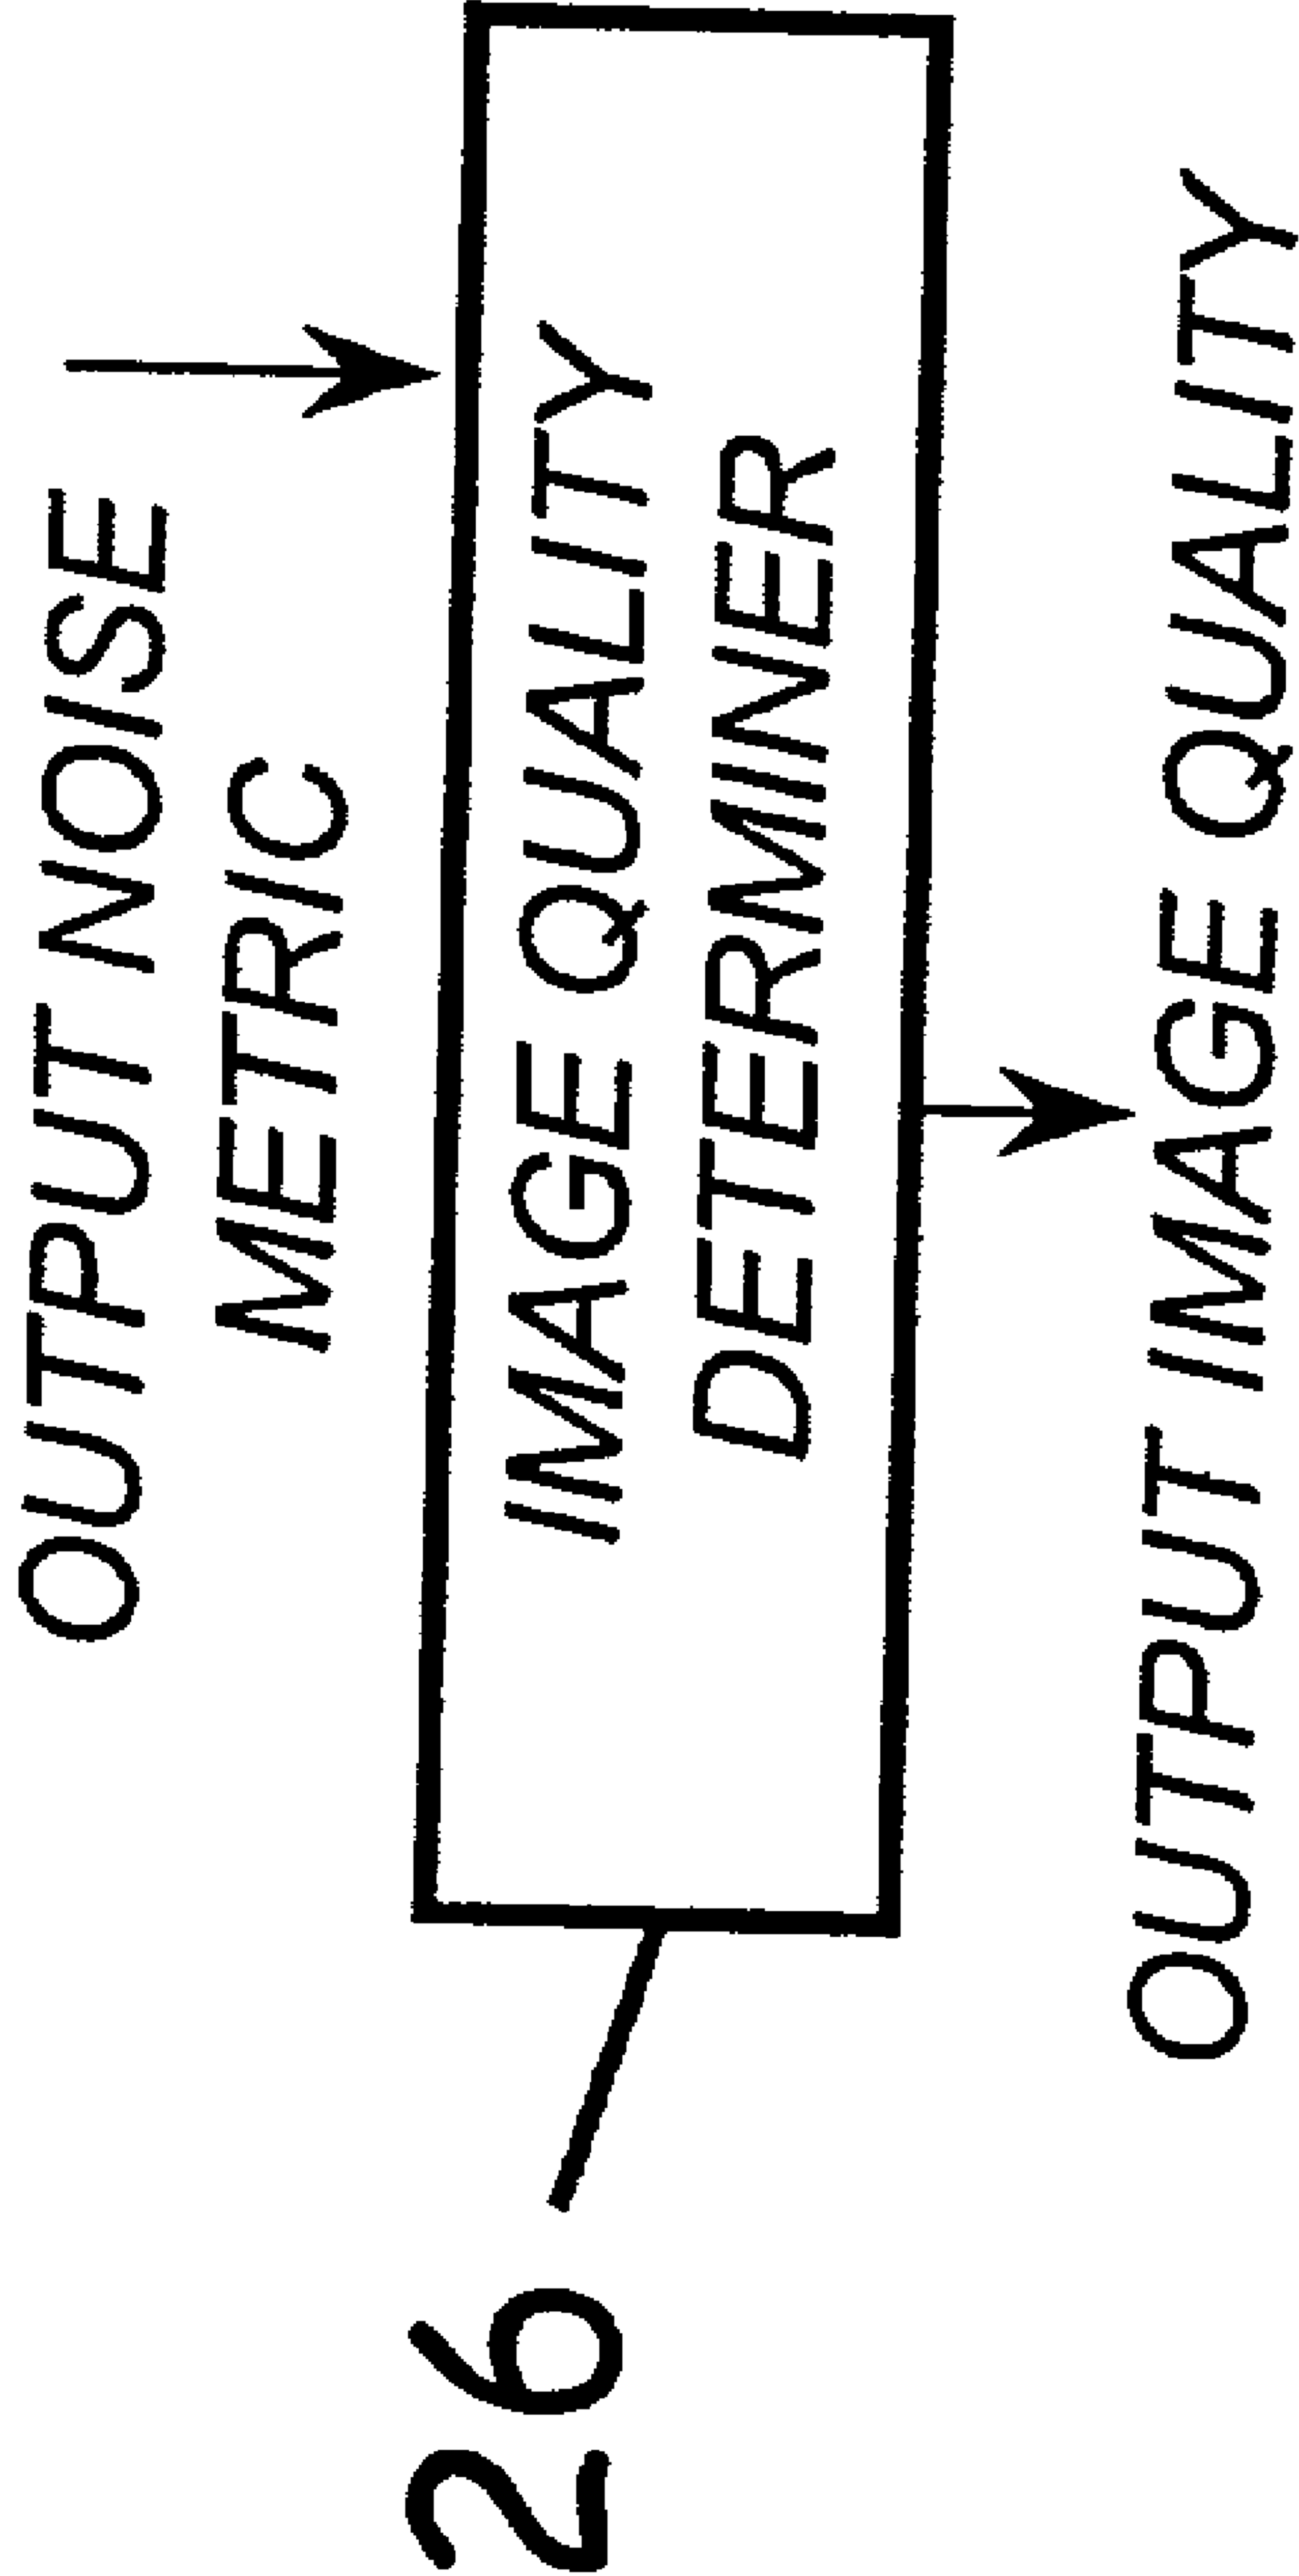 OUTPUT NOISE
METRIC
IMAGE QUALITY
DETERMINER
26
OUTPUT IMAGE QUALITY